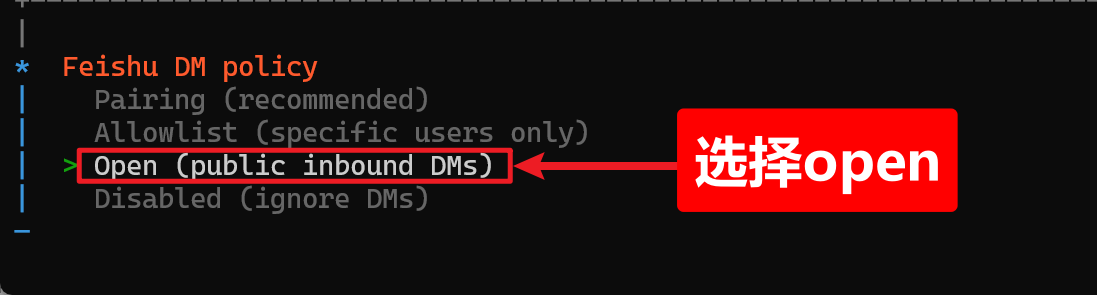 Feishu DM policy
Pairing (recommended)
Allowlist (specific users only)
> Open (public inbound DMs)
Disabled (ignore DMs)
选择open